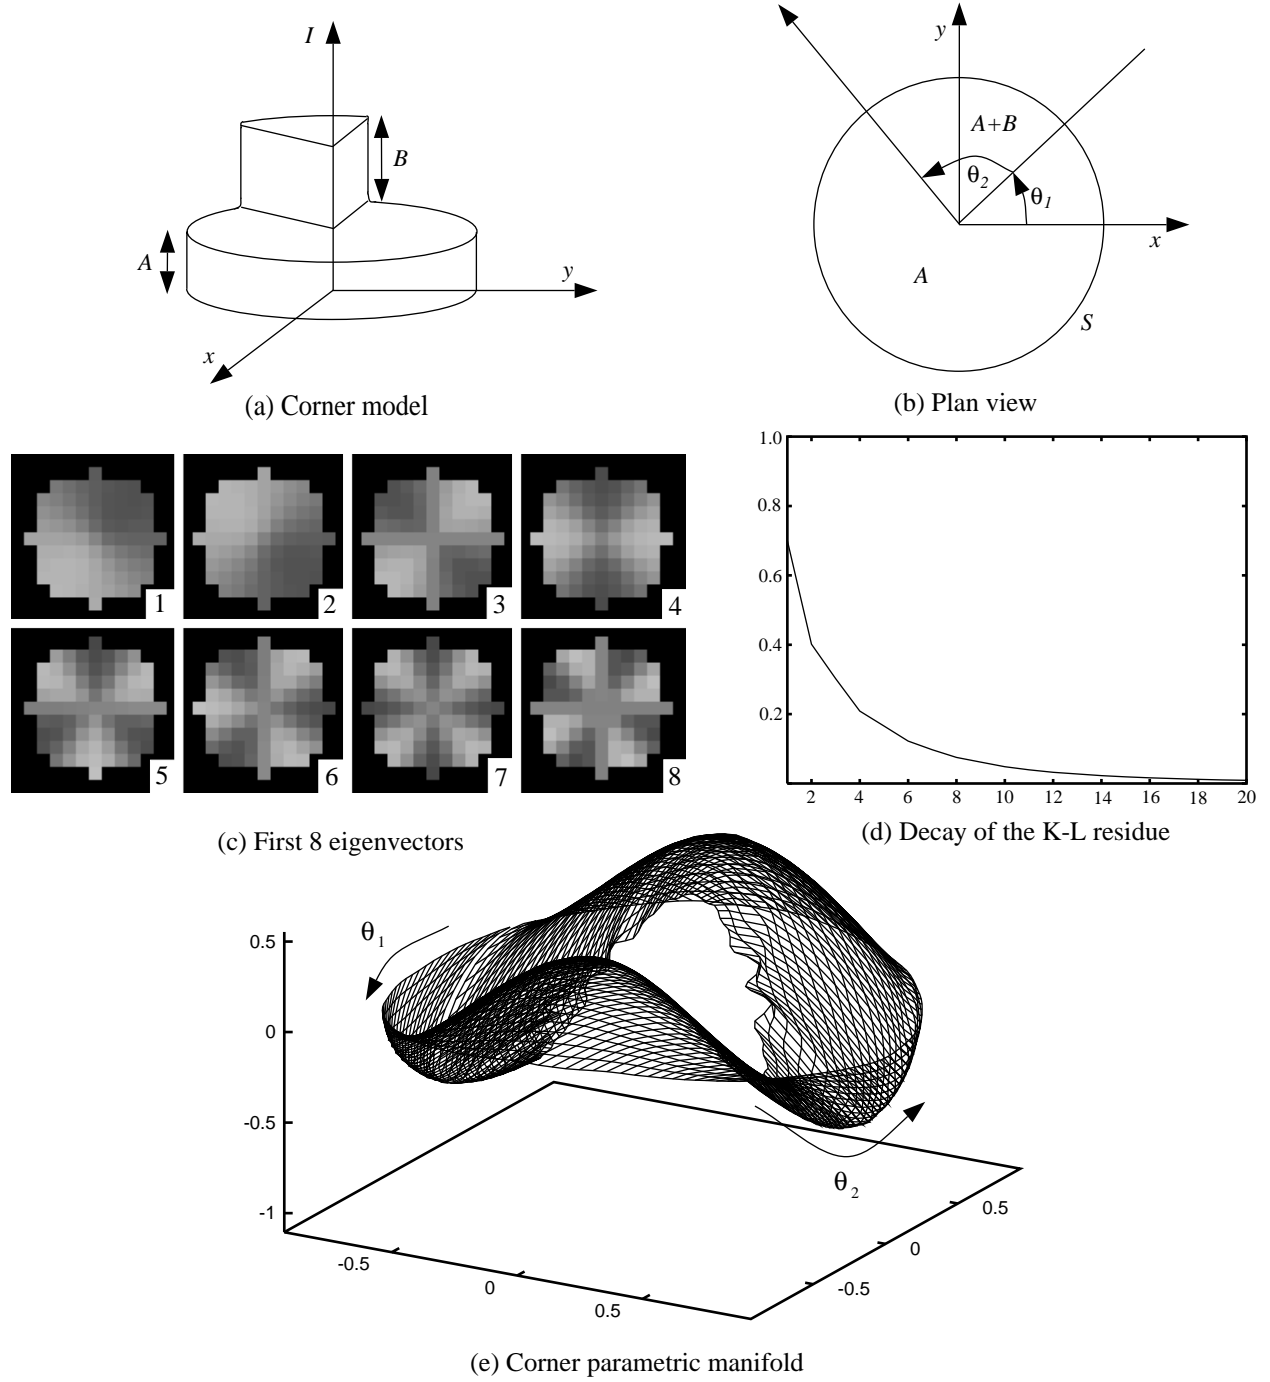 I
B
A
y
x
(a) Corner model
y
A+B
θ2
θ1
x
A
S
(b) Plan view
1
2
3
4
5
6
7
8
(c) First 8 eigenvectors
1.0
0.8
0.6
0.4
0.2
2 4 6 8 10 12 14 16 18 20
(d) Decay of the K-L residue
θ1
0.5
0
-0.5
-1
θ2
-0.5
0
0.5
-0.5
0
0.5
(e) Corner parametric manifold